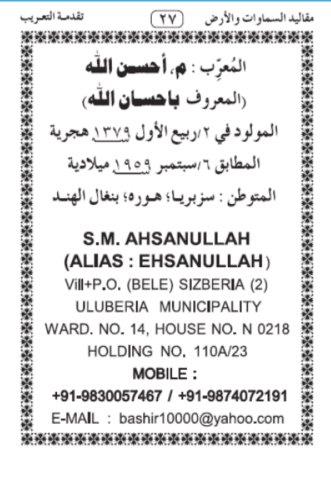 مقاليد السماوات والأرض ٢٧ تقدمة التعريب
المُعرِّب : م. أحسن الله
(المعروف باحسان الله)
المولود في ٢/ربيع الأول ١٣٧٩ هجرية
المطابق ٦/سبتمبر ١٩٥٩ ميلادية
المتوطن : سزبريا؛ هوره؛ بنغال الهند
S.M. AHSANULLAH
(ALIAS : EHSANULLAH)
Vill+P.O. (BELE) SIZBERIA (2)
ULUBERIA MUNICIPALITY
WARD. NO. 14, HOUSE NO. N 0218
HOLDING NO. 110A/23
MOBILE :
+91-9830057467 / +91-9874072191
E-MAIL : bashir10000@yahoo.com